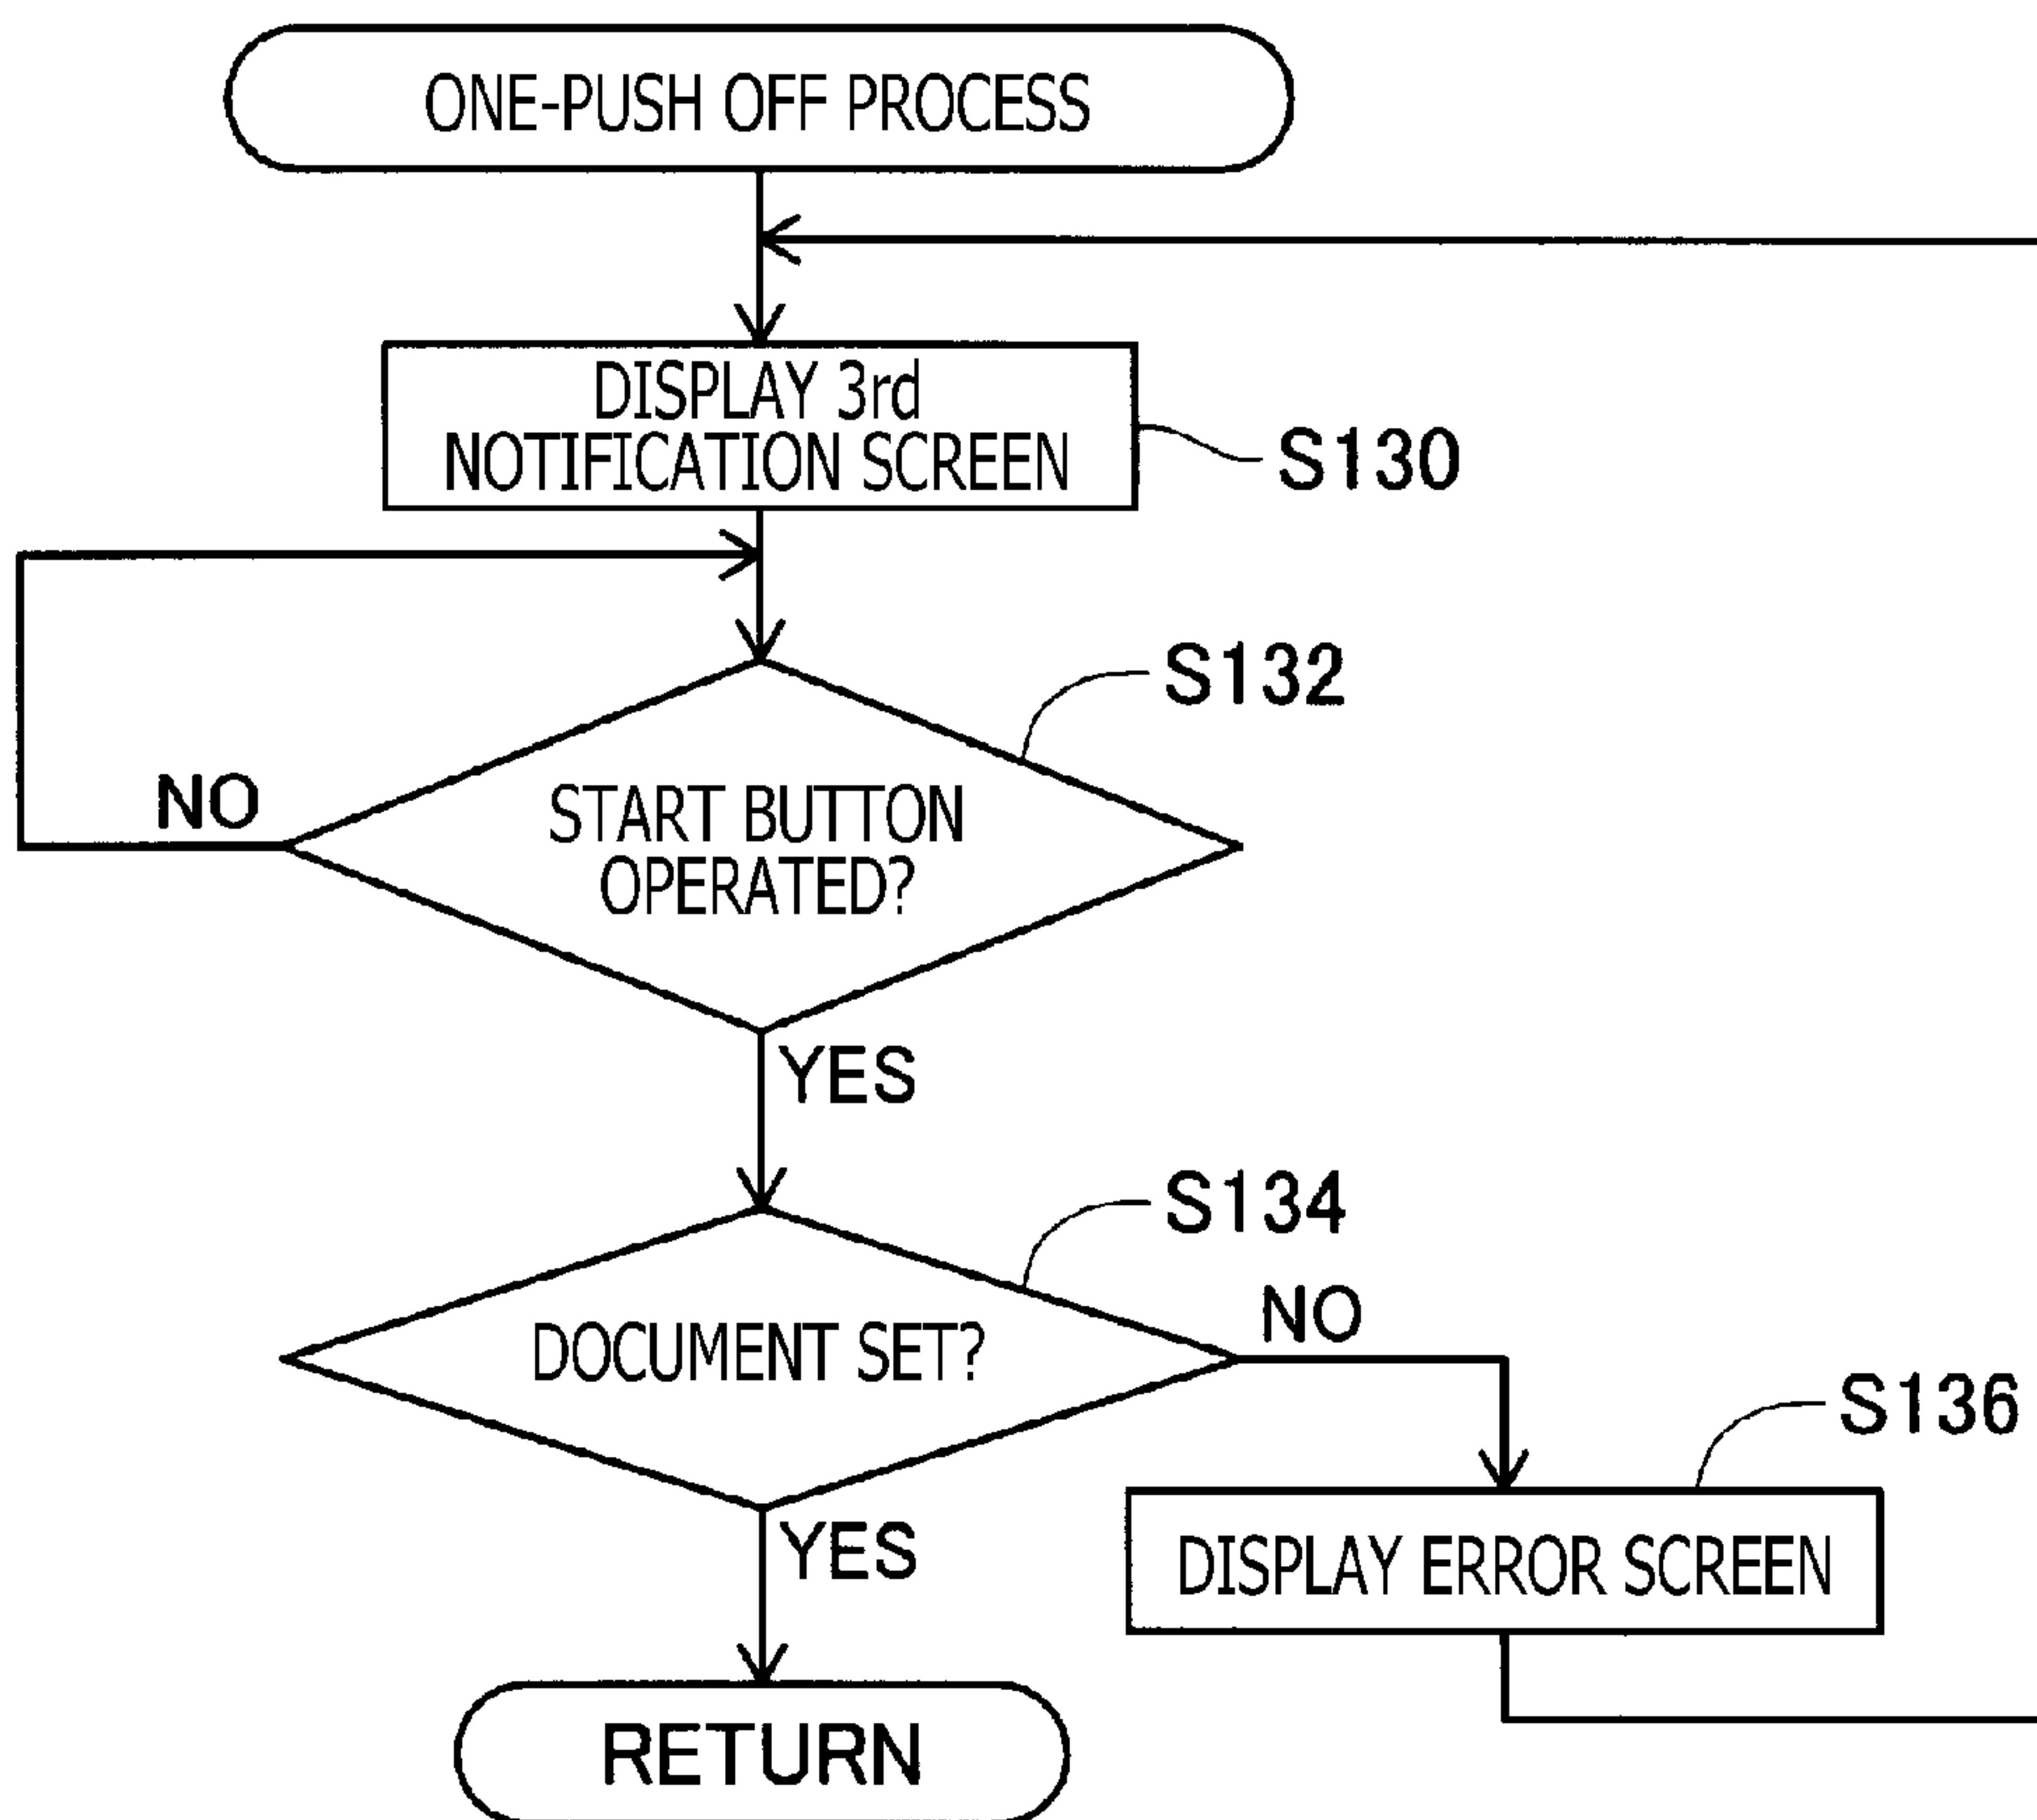 ONE-PUSH OFF PROCESS
DISPLAY 3rd
NOTIFICATION SCREEN
S130
S132
NO
START BUTTON
OPERATED?
YES
S134
NO
DOCUMENT SET?
S136
YES
DISPLAY ERROR SCREEN
RETURN